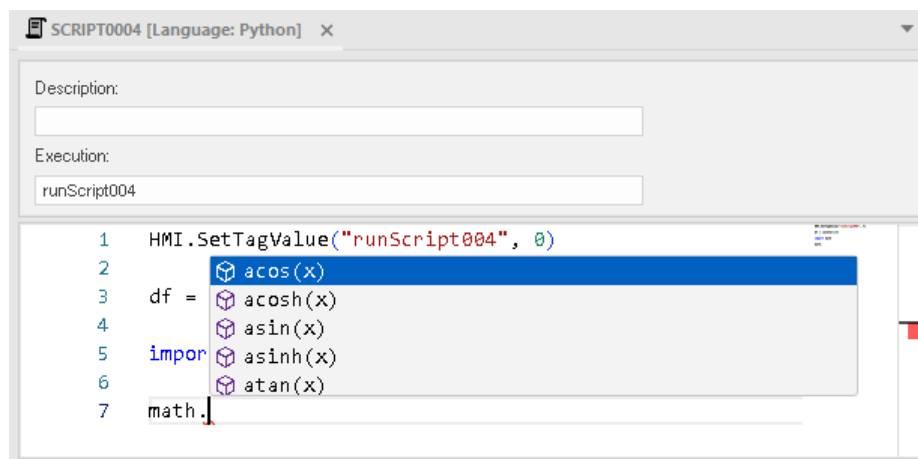 SCRIPT0004 [Language: Python]
Description:
Execution:
runScript004
1 HMI.SetTagValue("runScript004", 0)
2
3 df =
4
5 impor
6
7 math.
acos(x)
acosh(x)
asin(x)
asinh(x)
atan(x)